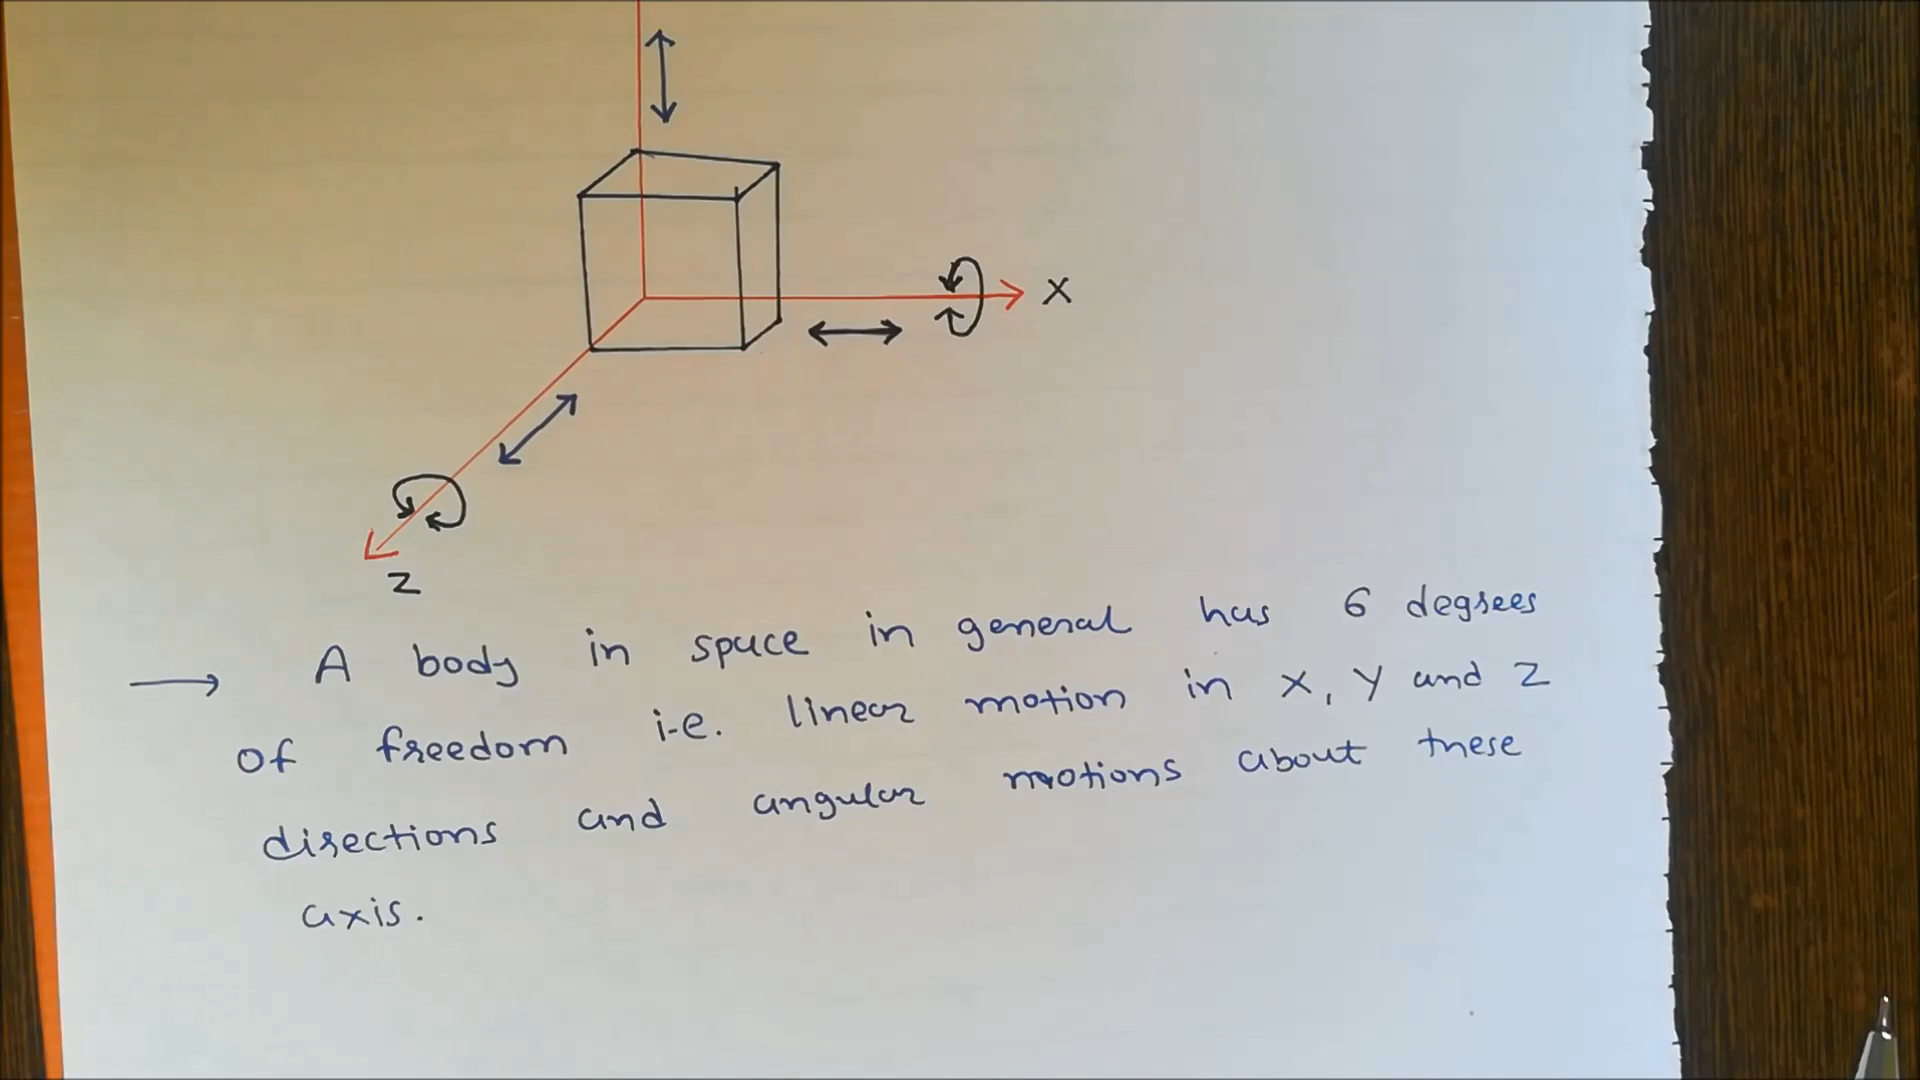 X
Z
A body in space in general has 6 degrees
of freedom i.e. linear motion in X, Y and Z
directions and angular motions about these
axis.